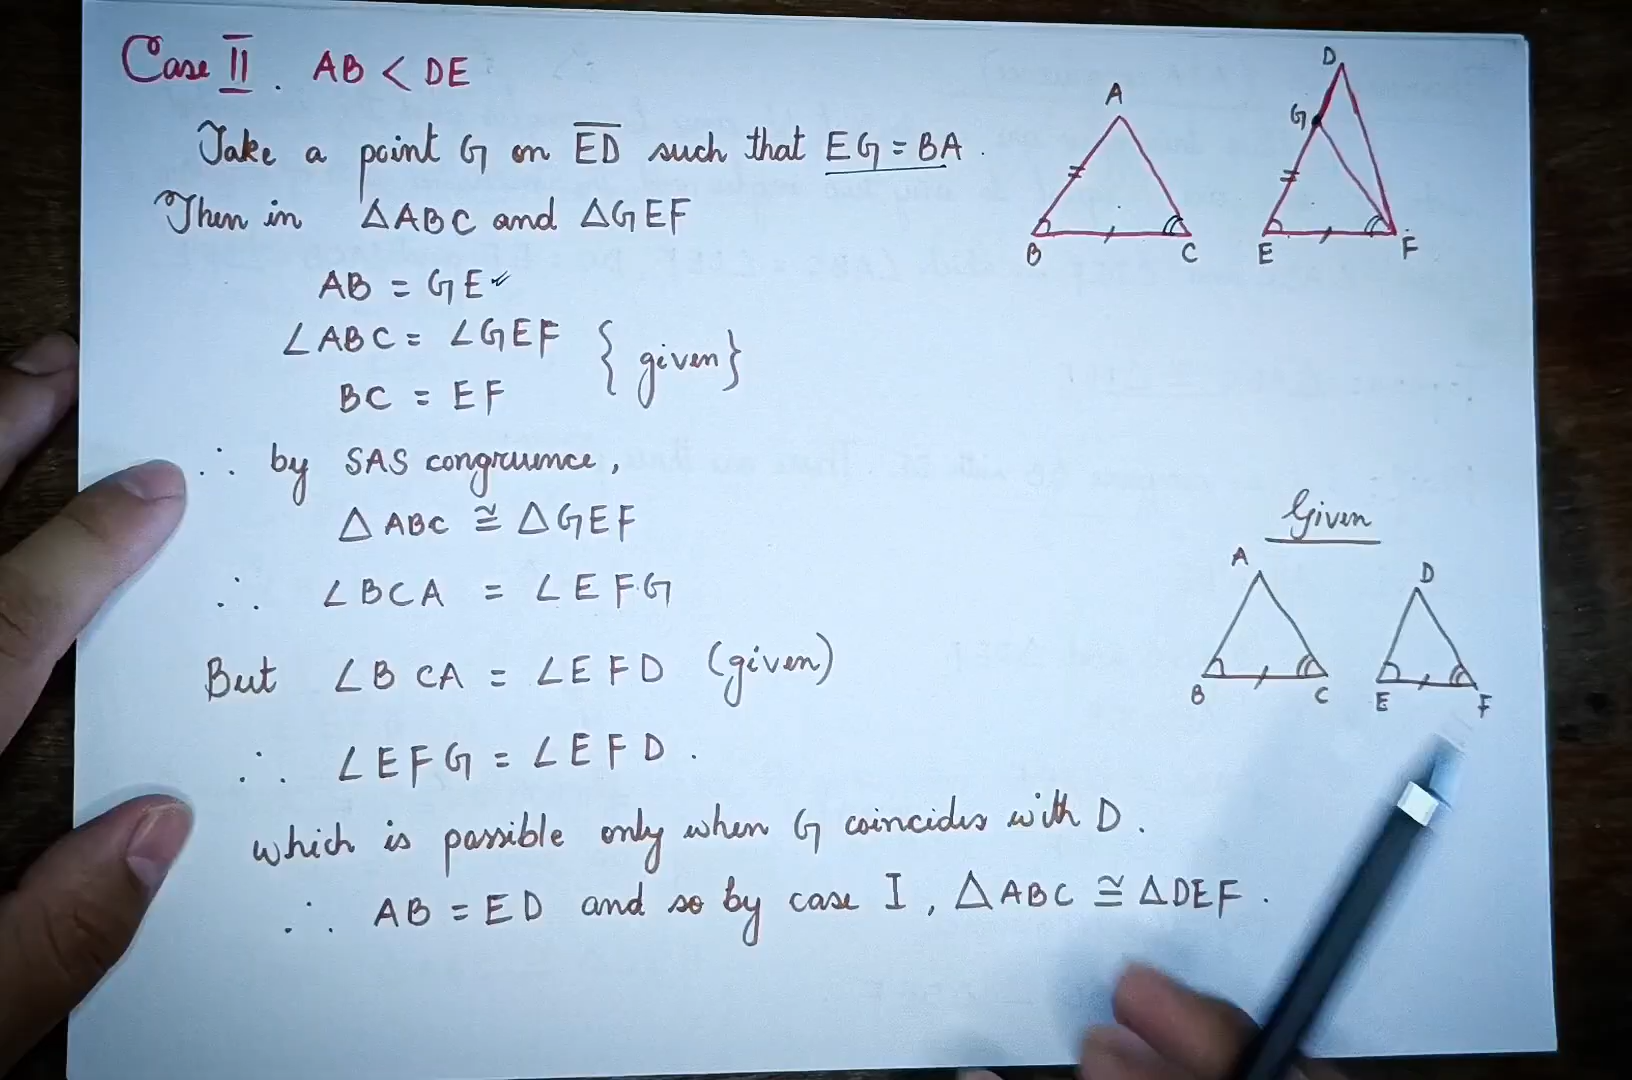 Case II. AB < DE
Take a point G on ED such that EG = BA.
Then in △ABC and △GEF
AB = GE
∠ABC = ∠GEF
{given}
BC = EF
∴ by SAS congruence,
△ABC ≅ △GEF
∴ ∠BCA = ∠EFG
But ∠BCA = ∠EFD (given)
∴ ∠EFG = ∠EFD.
which is possible only when G coincides with D.
∴ AB = ED and so by case I, △ABC ≅ △DEF.
A
B
C
D
G
E
F
Given
A
B
C
D
E
F